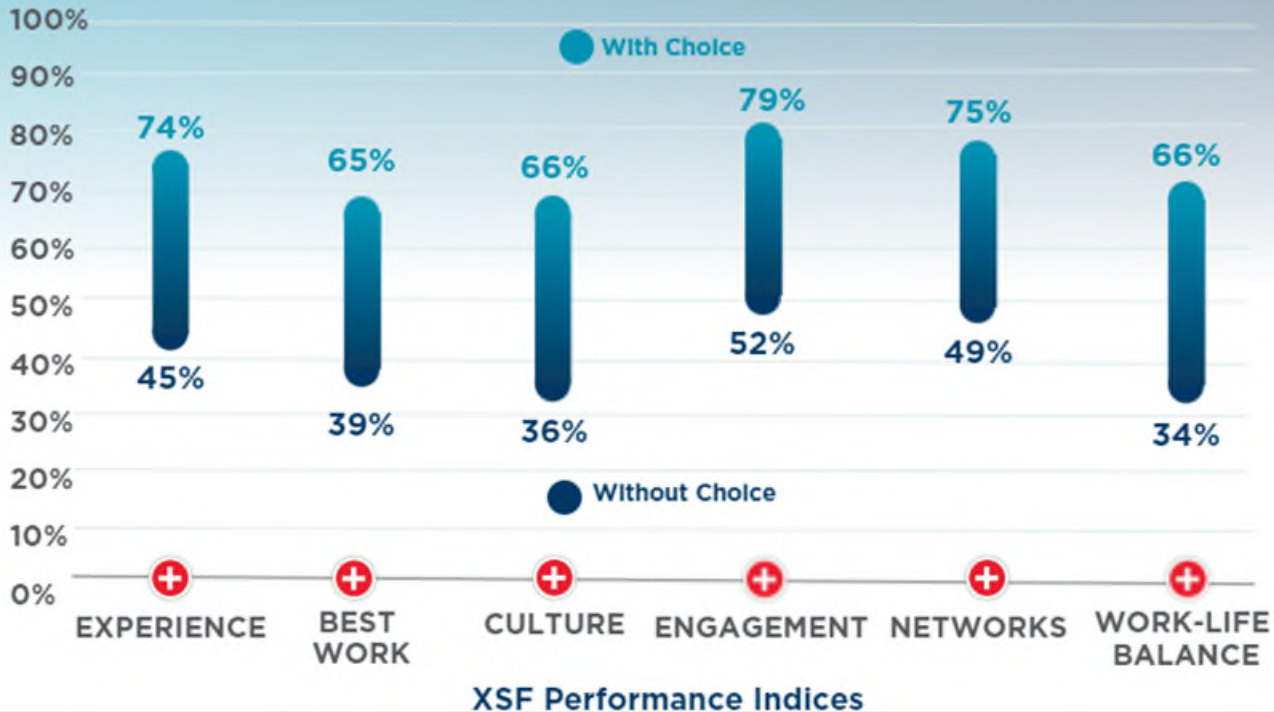 100%
With Choice
90%
79%
75%
80%
74%
65%
66%
66%
70%
60%
50%
52%
49%
40%
45%
39%
36%
34%
30%
20%
Without Choice
10%
0%
EXPERIENCE
BEST
WORK
CULTURE
ENGAGEMENT
NETWORKS
WORK-LIFE
BALANCE
XSF Performance Indices